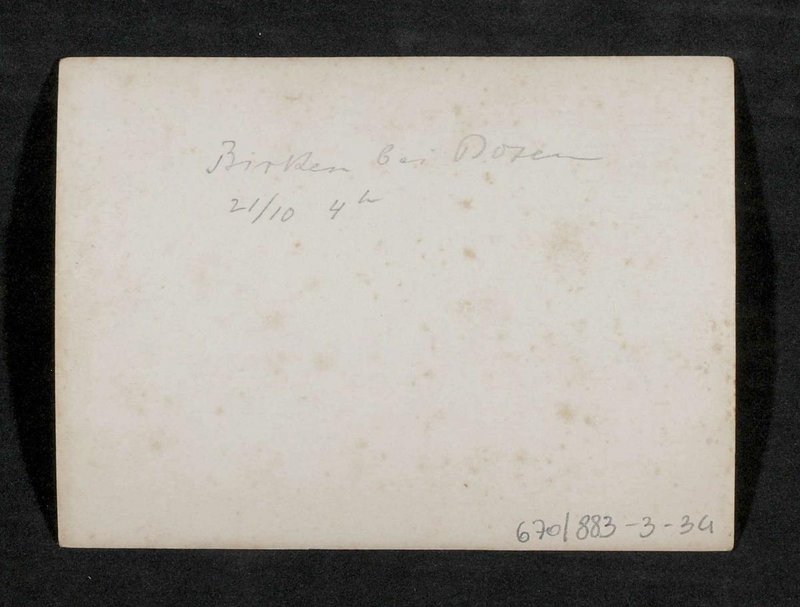 Birken bei Bozen
21/10 4h
670/883-3-34